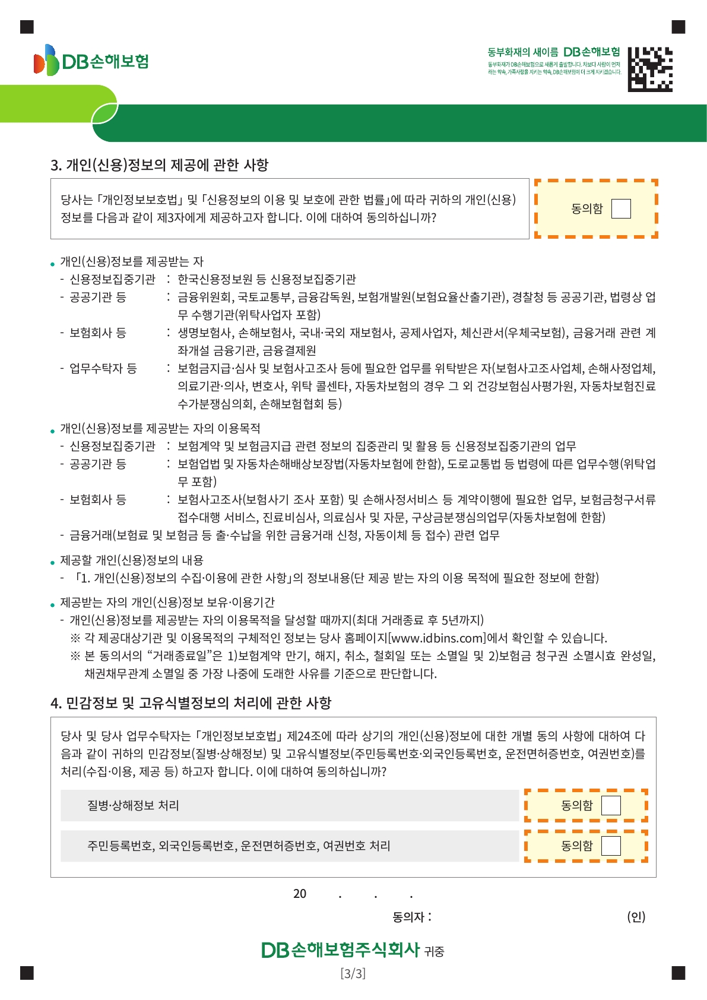 DB손해보험
동부화재의 새이름 DB손해보험
동부화재가 DB손해보험으로 새롭게 출발합니다. 차보다 사람이 먼저
라는 약속, 가족사랑을 지키는 약속, DB손해보험이 더 크게 지키겠습니다.
3. 개인(신용)정보의 제공에 관한 사항
당사는 「개인정보보호법」 및 「신용정보의 이용 및 보호에 관한 법률」에 따라 귀하의 개인(신용)
정보를 다음과 같이 제3자에게 제공하고자 합니다. 이에 대하여 동의하십니까?
동의함
• 개인(신용)정보를 제공받는 자
- 신용정보집중기관 : 한국신용정보원 등 신용정보집중기관
- 공공기관 등 : 금융위원회, 국토교통부, 금융감독원, 보험개발원(보험요율산출기관), 경찰청 등 공공기관, 법령상 업
무 수행기관(위탁사업자 포함)
- 보험회사 등 : 생명보험사, 손해보험사, 국내·국외 재보험사, 공제사업자, 체신관서(우체국보험), 금융거래 관련 계
좌개설 금융기관, 금융결제원
- 업무수탁자 등 : 보험금지급·심사 및 보험사고조사 등에 필요한 업무를 위탁받은 자(보험사고조사업체, 손해사정업체,
의료기관·의사, 변호사, 위탁 콜센타, 자동차보험의 경우 그 외 건강보험심사평가원, 자동차보험진료
수가분쟁심의회, 손해보험협회 등)
• 개인(신용)정보를 제공받는 자의 이용목적
- 신용정보집중기관 : 보험계약 및 보험금지급 관련 정보의 집중관리 및 활용 등 신용정보집중기관의 업무
- 공공기관 등 : 보험업법 및 자동차손해배상보장법(자동차보험에 한함), 도로교통법 등 법령에 따른 업무수행(위탁업
무 포함)
- 보험회사 등 : 보험사고조사(보험사기 조사 포함) 및 손해사정서비스 등 계약이행에 필요한 업무, 보험금청구서류
접수대행 서비스, 진료비심사, 의료심사 및 자문, 구상금분쟁심의업무(자동차보험에 한함)
- 금융거래(보험료 및 보험금 등 출·수납을 위한 금융거래 신청, 자동이체 등 접수) 관련 업무
• 제공할 개인(신용)정보의 내용
- 「1. 개인(신용)정보의 수집·이용에 관한 사항」의 정보내용(단 제공 받는 자의 이용 목적에 필요한 정보에 한함)
• 제공받는 자의 개인(신용)정보 보유·이용기간
- 개인(신용)정보를 제공받는 자의 이용목적을 달성할 때까지(최대 거래종료 후 5년까지)
※ 각 제공대상기관 및 이용목적의 구체적인 정보는 당사 홈페이지[www.idbins.com]에서 확인할 수 있습니다.
※ 본 동의서의 “거래종료일”은 1)보험계약 만기, 해지, 취소, 철회일 또는 소멸일 및 2)보험금 청구권 소멸시효 완성일,
채권채무관계 소멸일 중 가장 나중에 도래한 사유를 기준으로 판단합니다.
4. 민감정보 및 고유식별정보의 처리에 관한 사항
당사 및 당사 업무수탁자는 「개인정보보호법」 제24조에 따라 상기의 개인(신용)정보에 대한 개별 동의 사항에 대하여 다
음과 같이 귀하의 민감정보(질병·상해정보) 및 고유식별정보(주민등록번호·외국인등록번호, 운전면허증번호, 여권번호)를
처리(수집·이용, 제공 등) 하고자 합니다. 이에 대하여 동의하십니까?
질병·상해정보 처리 동의함
주민등록번호, 외국인등록번호, 운전면허증번호, 여권번호 처리 동의함
20 . . .
동의자 : (인)
DB손해보험주식회사 귀중
[3/3]